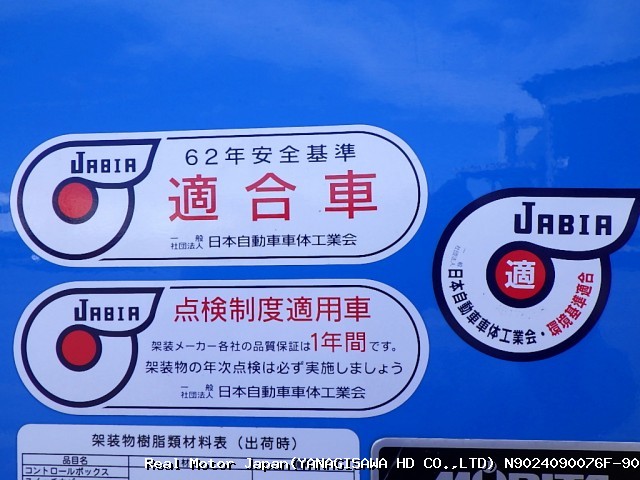 JABIA
62年安全基準
適合車
一般
社団法人 日本自動車車体工業会
JABIA
適
一般
社団法人
日本自動車車体工業会・環境基準適合
JABIA
点検制度適用車
架装メーカー各社の品質保証は1年間です。
架装物の年次点検は必ず実施しましょう
一般
社団法人 日本自動車車体工業会
架装物樹脂類材料表（出荷時）
品名
コントロールボックス
MORITA
Real Motor Japan(YANAGISAWA HD CO.,LTD) N9024090076F-90